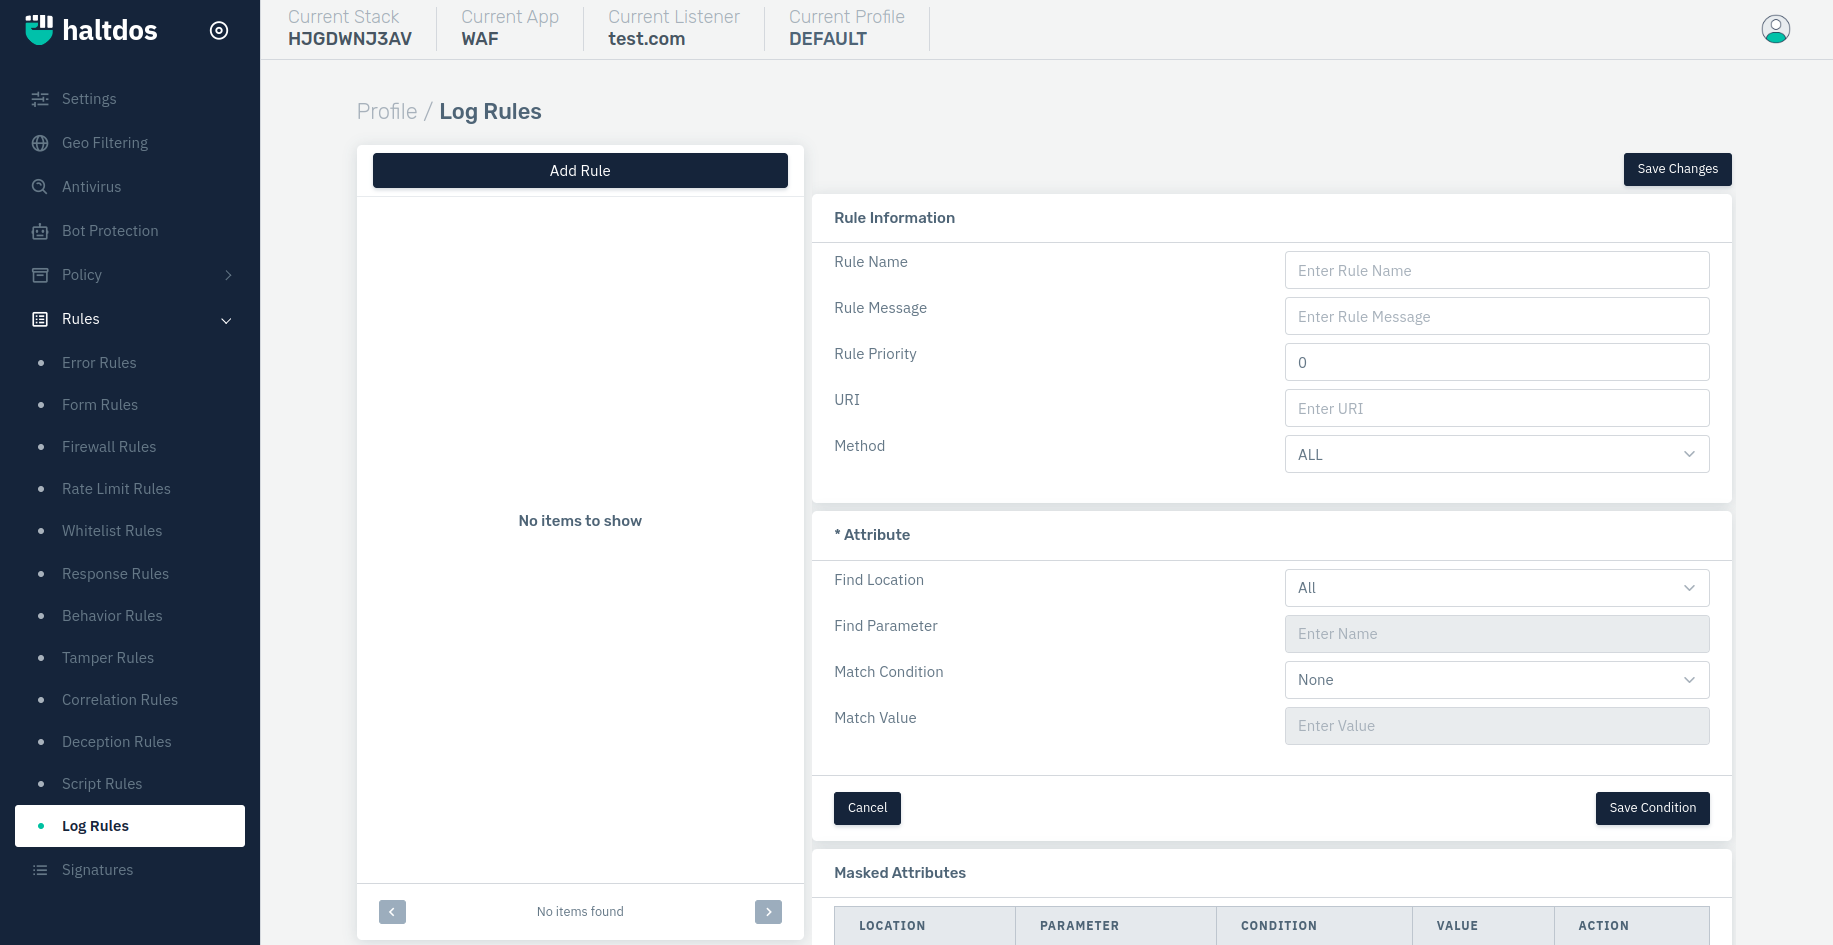 haltdos
Current Stack
HJGDWNJ3AV
Current App
WAF
Current Listener
test.com
Current Profile
DEFAULT
Settings
Geo Filtering
Antivirus
Bot Protection
Policy
Rules
Error Rules
Form Rules
Firewall Rules
Rate Limit Rules
Whitelist Rules
Response Rules
Behavior Rules
Tamper Rules
Correlation Rules
Deception Rules
Script Rules
Log Rules
Signatures
Profile / Log Rules
Add Rule
No items to show
No items found
Save Changes
Rule Information
Rule Name
Enter Rule Name
Rule Message
Enter Rule Message
Rule Priority
0
URI
Enter URI
Method
ALL
* Attribute
Find Location
All
Find Parameter
Enter Name
Match Condition
None
Match Value
Enter Value
Cancel
Save Condition
Masked Attributes
LOCATION PARAMETER CONDITION VALUE ACTION